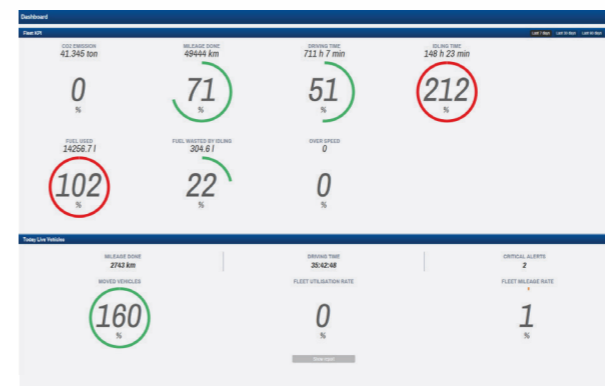 Dashboard
Fleet KPI
Last 7 days Last 30 days Last 90 days
CO2 EMISSION MILEAGE DONE DRIVING TIME IDLING TIME
41.345 ton 49444 km 711 h 7 min 148 h 23 min
0 71 51 212
% % % %
FUEL USED FUEL WASTED BY IDLING OVER SPEED
14256.7 l 304.6 l 0
102 22 0
% % %
Today Live Vehicles
MILEAGE DONE DRIVING TIME CRITICAL ALERTS
2743 km 35:42:48 2
MOVED VEHICLES FLEET UTILISATION RATE FLEET MILEAGE RATE
160 0 1
% % %